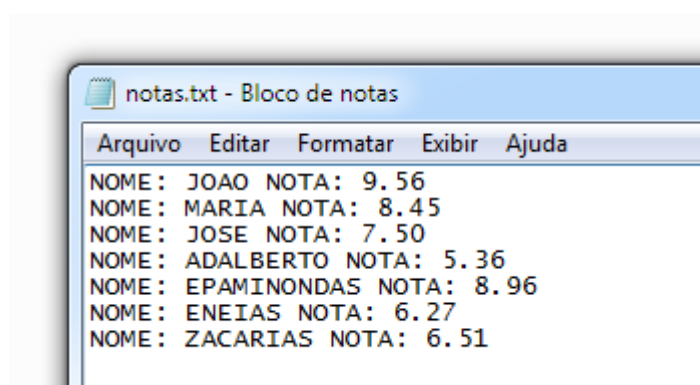 notas.txt - Bloco de notas
Arquivo Editar Formatar Exibir Ajuda
NOME: JOAO NOTA: 9.56
NOME: MARIA NOTA: 8.45
NOME: JOSE NOTA: 7.50
NOME: ADALBERTO NOTA: 5.36
NOME: EPAMINONDAS NOTA: 8.96
NOME: ENEIAS NOTA: 6.27
NOME: ZACARIAS NOTA: 6.51